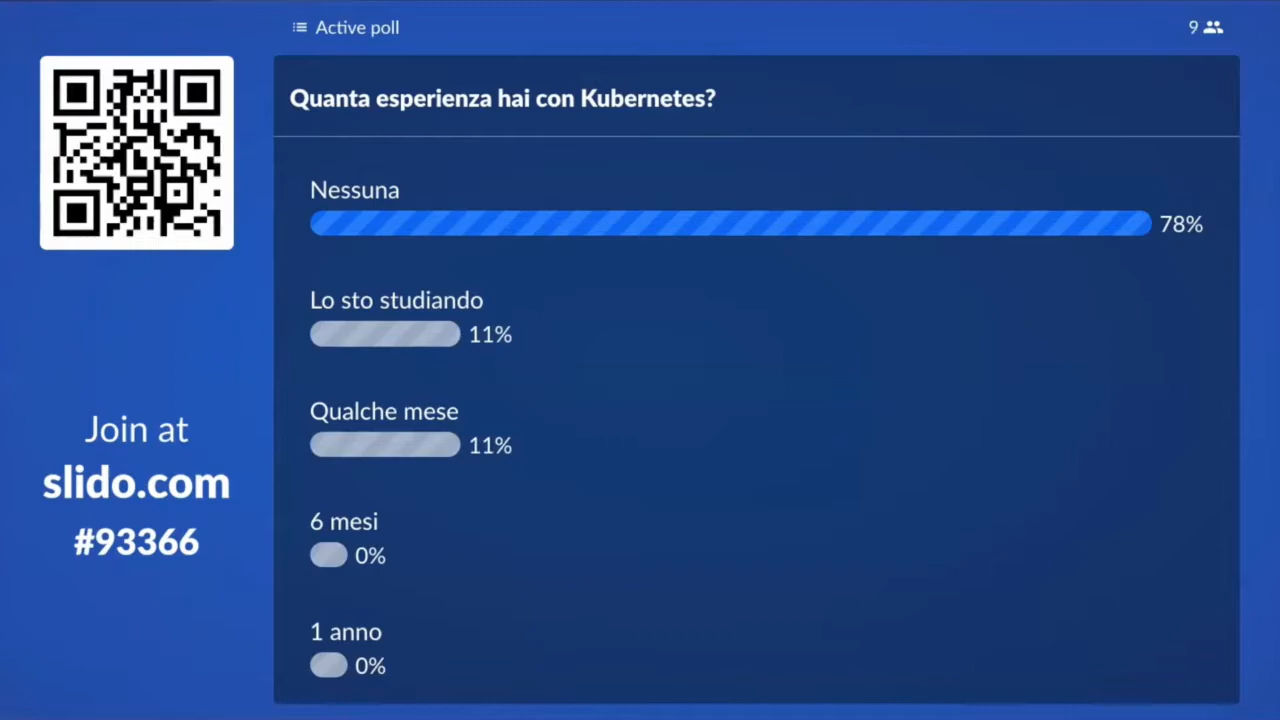 Active poll
9
Quanta esperienza hai con Kubernetes?
Nessuna
78%
Lo sto studiando
11%
Qualche mese
11%
6 mesi
0%
1 anno
0%
Join at
slido.com
#93366